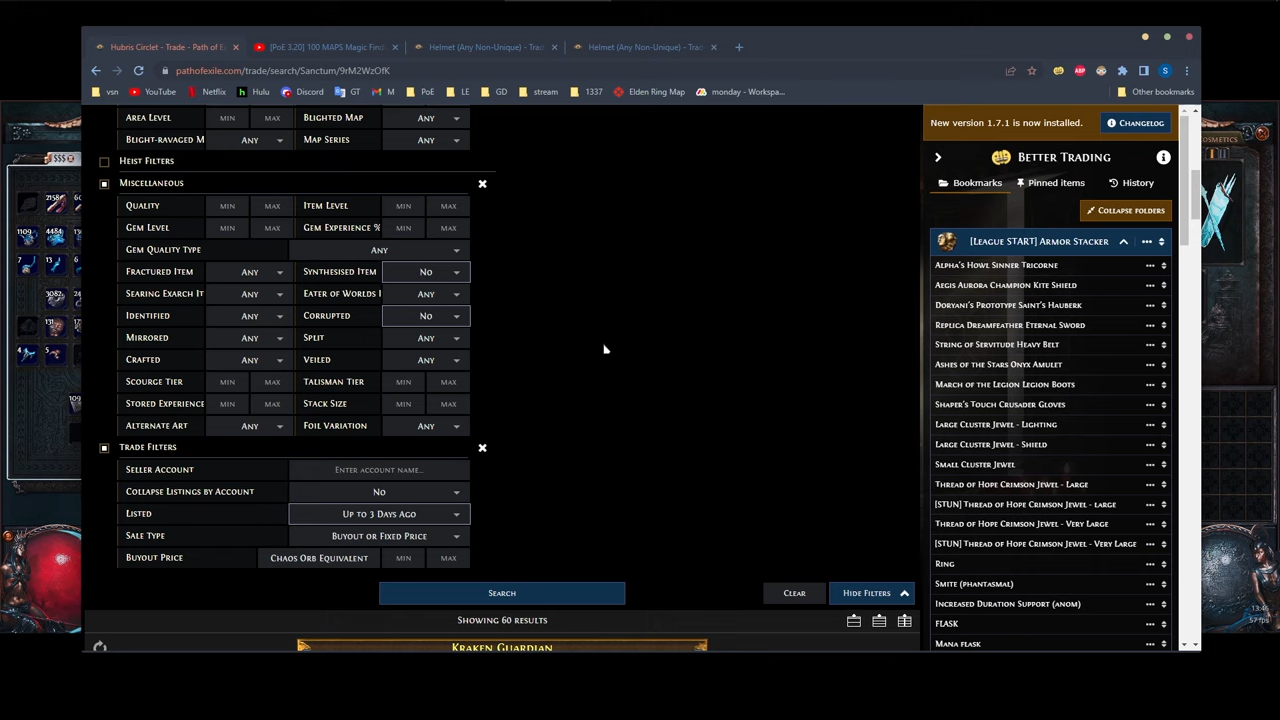 Hubris Circlet - Trade - Path of E
[PoE 3.20] 100 MAPS Magic Find
Helmet (Any Non-Unique) - Trad
Helmet (Any Non-Unique) - Trad
pathofexile.com/trade/search/Sanctum/9rM2WzOfK
vsn YouTube Netflix Hulu Discord GT M PoE LE GD stream 1337 Elden Ring Map monday - Workspa... Other bookmarks
AREA LEVEL MIN MAX BLIGHTED MAP ANY
BLIGHT-RAVAGED M ANY MAP SERIES ANY
HEIST FILTERS
MISCELLANEOUS
QUALITY MIN MAX ITEM LEVEL MIN MAX
GEM LEVEL MIN MAX GEM EXPERIENCE % MIN MAX
GEM QUALITY TYPE ANY
FRACTURED ITEM ANY SYNTHESISED ITEM NO
SEARING EXARCH IT ANY EATER OF WORLDS I ANY
IDENTIFIED ANY CORRUPTED NO
MIRRORED ANY SPLIT ANY
CRAFTED ANY VEILED ANY
SCOURGE TIER MIN MAX TALISMAN TIER MIN MAX
STORED EXPERIENCE MIN MAX STACK SIZE MIN MAX
ALTERNATE ART ANY FOIL VARIATION ANY
TRADE FILTERS
SELLER ACCOUNT ENTER ACCOUNT NAME...
COLLAPSE LISTINGS BY ACCOUNT NO
LISTED UP TO 3 DAYS AGO
SALE TYPE BUYOUT OR FIXED PRICE
BUYOUT PRICE CHAOS ORB EQUIVALENT MIN MAX
SEARCH CLEAR HIDE FILTERS
SHOWING 60 RESULTS
KRAKEN GUARDIAN
New version 1.7.1 is now installed. CHANGELOG
BETTER TRADING
Bookmarks Pinned items History
COLLAPSE FOLDERS
[LEAGUE START] ARMOR STACKER
ALPHA'S HOWL SINNER TRICORNE
AEGIS AURORA CHAMPION KITE SHIELD
DORYANI'S PROTOTYPE SAINT'S HAUBERK
REPLICA DREAMFEATHER ETERNAL SWORD
STRING OF SERVITUDE HEAVY BELT
ASHES OF THE STARS ONYX AMULET
MARCH OF THE LEGION LEGION BOOTS
SHAPER'S TOUCH CRUSADER GLOVES
LARGE CLUSTER JEWEL - LIGHTING
LARGE CLUSTER JEWEL - SHIELD
SMALL CLUSTER JEWEL
THREAD OF HOPE CRIMSON JEWEL - LARGE
[STUN] THREAD OF HOPE CRIMSON JEWEL - LARGE
THREAD OF HOPE CRIMSON JEWEL - VERY LARGE
[STUN] THREAD OF HOPE CRIMSON JEWEL - VERY LARGE
RING
SMITE (PHANTASMAL)
INCREASED DURATION SUPPORT (ANOM)
FLASK
MANA FLASK
$$$
13:46
57 fps